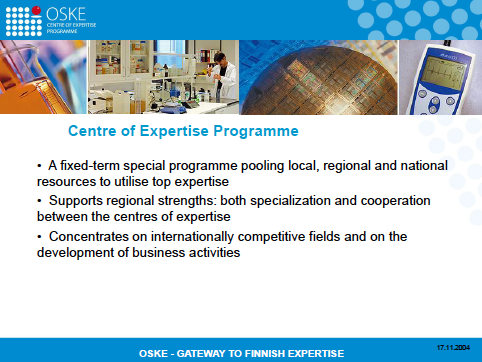 OSKE
CENTRE OF EXPERTISE
PROGRAMME
Centre of Expertise Programme
• A fixed-term special programme pooling local, regional and national
resources to utilise top expertise
• Supports regional strengths: both specialization and cooperation
between the centres of expertise
• Concentrates on internationally competitive fields and on the
development of business activities
OSKE - GATEWAY TO FINNISH EXPERTISE
17.11.2004